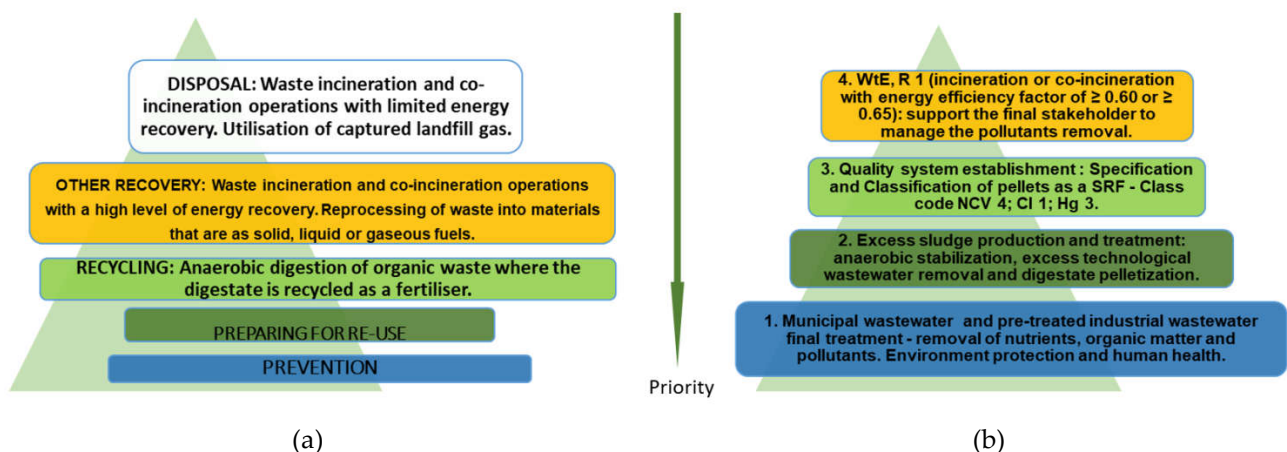 DISPOSAL: Waste incineration and co-
incineration operations with limited energy
recovery. Utilisation of captured landfill gas.
OTHER RECOVERY: Waste incineration and co-incineration operations
with a high level of energy recovery. Reprocessing of waste into materials
that are as solid, liquid or gaseous fuels.
RECYCLING: Anaerobic digestion of organic waste where the
digestate is recycled as a fertiliser.
PREPARING FOR RE-USE
PREVENTION
(a)
Priority
4. WtE, R 1 (incineration or co-incineration
with energy efficiency factor of ≥ 0.60 or ≥
0.65): support the final stakeholder to
manage the pollutants removal.
3. Quality system establishment : Specification
and Classification of pellets as a SRF - Class
code NCV 4; Cl 1; Hg 3.
2. Excess sludge production and treatment:
anaerobic stabilization, excess technological
wastewater removal and digestate pelletization.
1. Municipal wastewater and pre-treated industrial wastewater
final treatment - removal of nutrients, organic matter and
pollutants. Environment protection and human health.
(b)